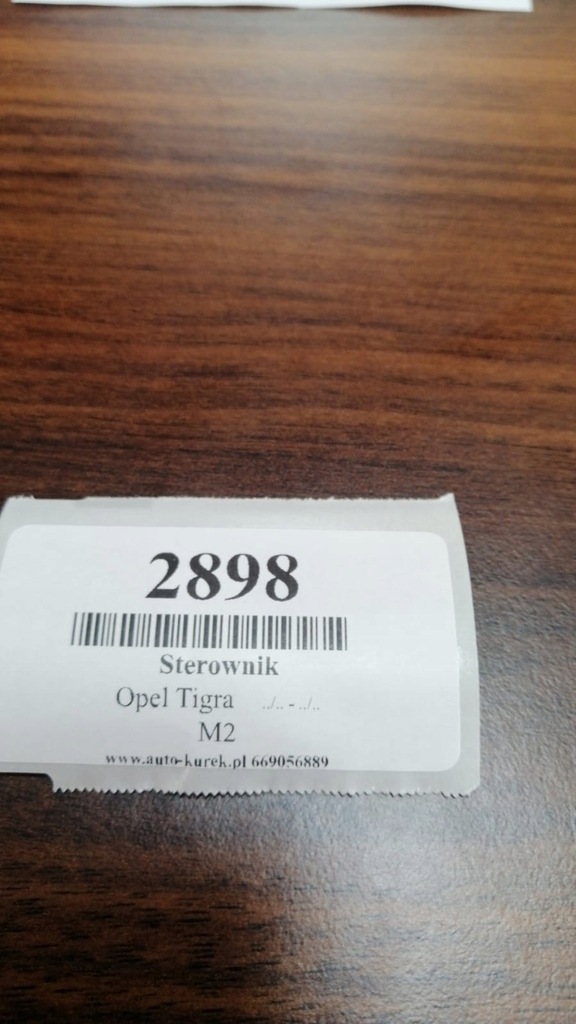 2898
Sterownik
Opel Tigra ../.. - ../..
M2
www.auto-kurek.pl 669056889